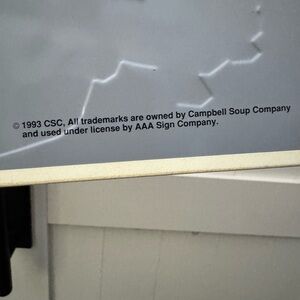 © 1993 CSC, All trademarks are owned by Campbell Soup Company
and used under license by AAA Sign Company.